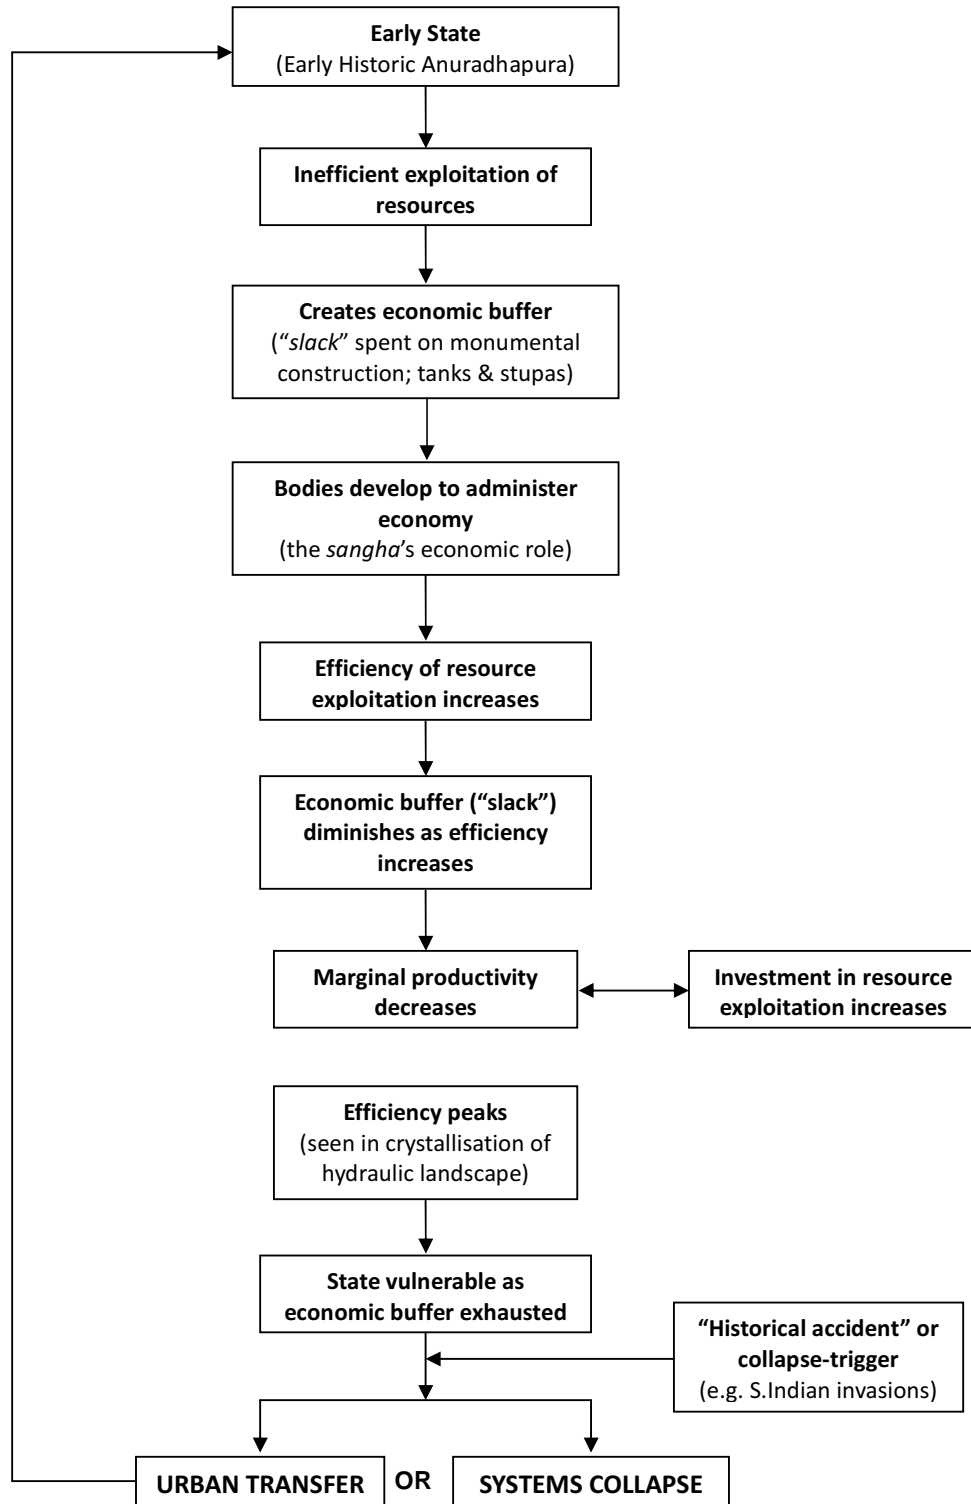 Early State
(Early Historic Anuradhapura)
Inefficient exploitation of
resources
Creates economic buffer
(“slack” spent on monumental
construction; tanks & stupas)
Bodies develop to administer
economy
(the sangha’s economic role)
Efficiency of resource
exploitation increases
Economic buffer (“slack”)
diminishes as efficiency
increases
Marginal productivity
decreases
Investment in resource
exploitation increases
Efficiency peaks
(seen in crystallisation of
hydraulic landscape)
State vulnerable as
economic buffer exhausted
“Historical accident” or
collapse-trigger
(e.g. S.Indian invasions)
URBAN TRANSFER OR SYSTEMS COLLAPSE